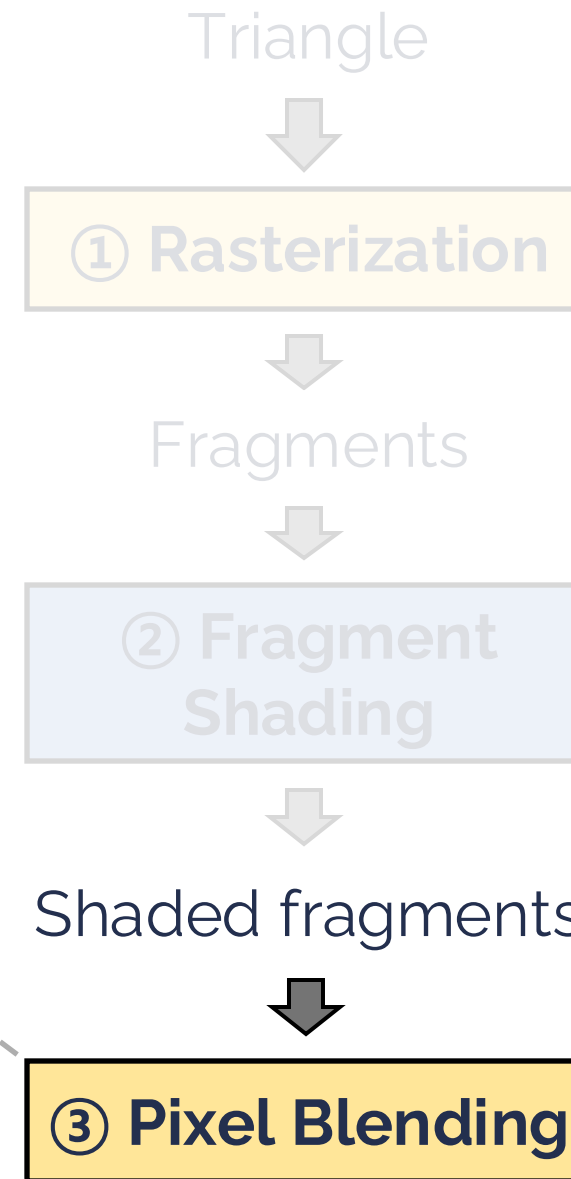 Triangle
① Rasterization
Fragments
② Fragment
Shading
Shaded fragments
③ Pixel Blending